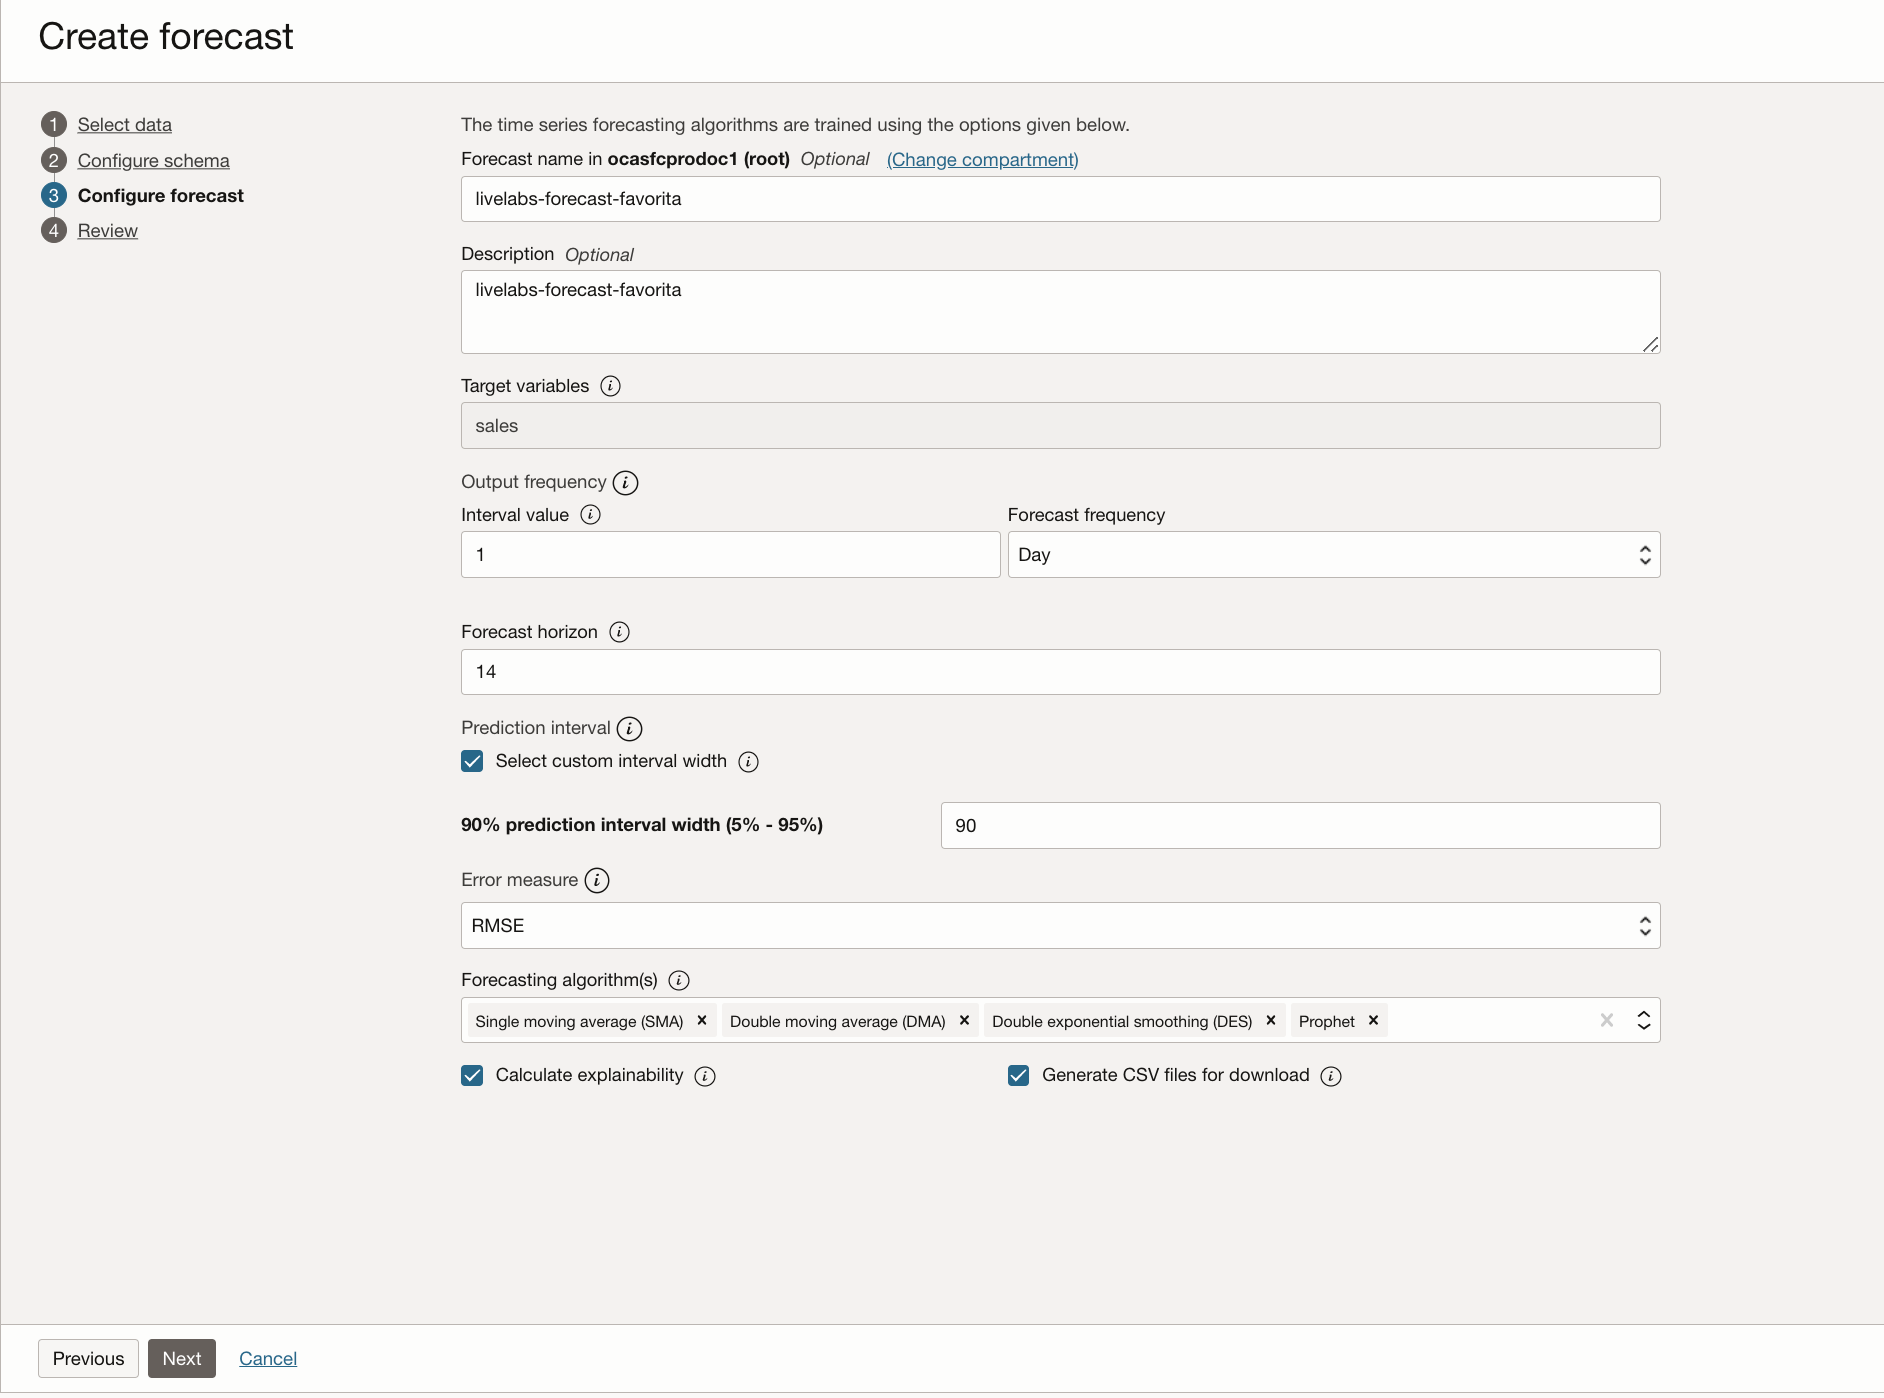 Create forecast
1 Select data
2 Configure schema
3 Configure forecast
4 Review
The time series forecasting algorithms are trained using the options given below.
Forecast name in ocasfcprodoc1 (root) Optional (Change compartment)
livelabs-forecast-favorita
Description Optional
livelabs-forecast-favorita
Target variables i
sales
Output frequency i
Interval value i
1
Forecast frequency
Day
Forecast horizon i
14
Prediction interval i
Select custom interval width i
90% prediction interval width (5% - 95%)
90
Error measure i
RMSE
Forecasting algorithm(s) i
Single moving average (SMA) × Double moving average (DMA) × Double exponential smoothing (DES) × Prophet ×
Calculate explainability i
Generate CSV files for download i
Previous Next Cancel